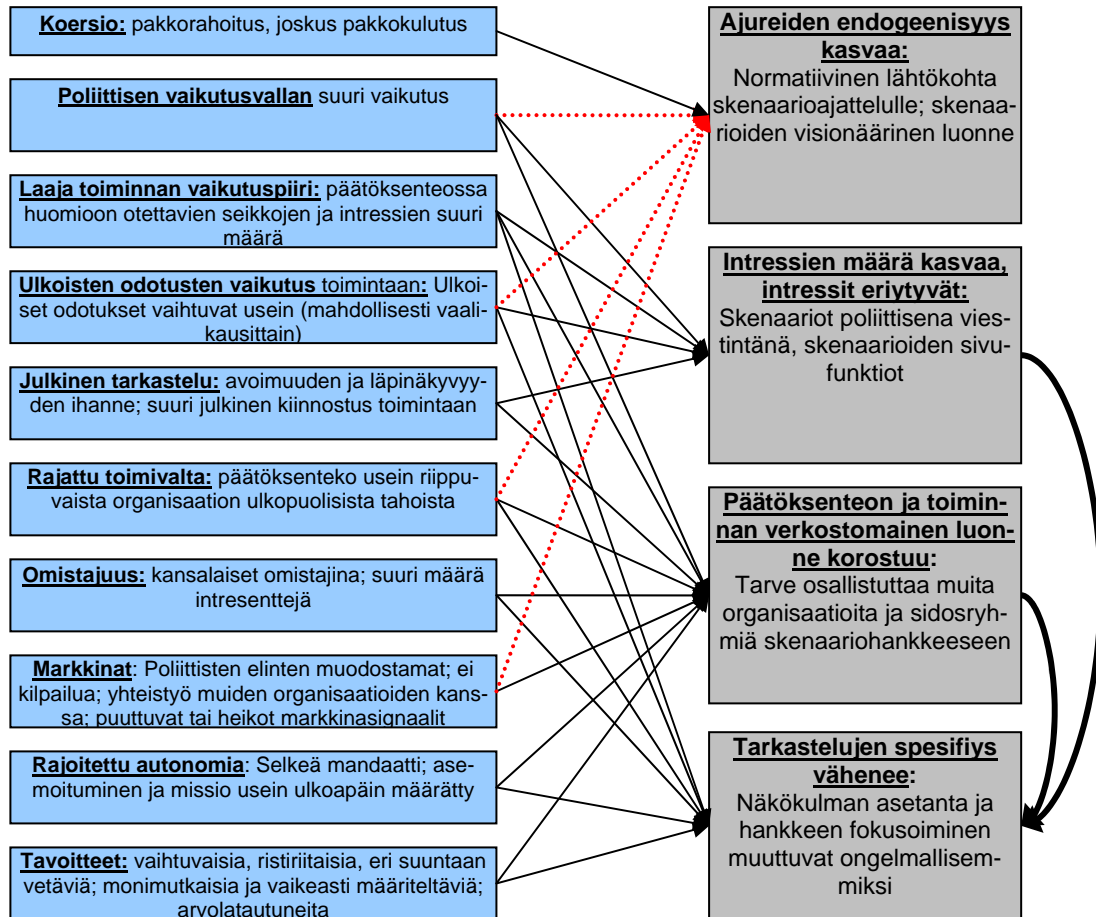 Koersio: pakkorahoitus, joskus pakkokulutus
Poliittisen vaikutusvallan suuri vaikutus
Laaja toiminnan vaikutuspiiri: päätöksenteossa
huomioon otettavien seikkojen ja intressien suuri
määrä
Ulkoisten odotusten vaikutus toimintaan: Ulkoi-
set odotukset vaihtuvat usein (mahdollisesti vaali-
kausittain)
Julkinen tarkastelu: avoimuuden ja läpinäkyvyy-
den ihanne; suuri julkinen kiinnostus toimintaan
Rajattu toimivalta: päätöksenteko usein riippu-
vaista organisaation ulkopuolisista tahoista
Omistajuus: kansalaiset omistajina; suuri määrä
intresenttejä
Markkinat: Poliittisten elinten muodostamat; ei
kilpailua; yhteistyö muiden organisaatioiden kans-
sa; puuttuvat tai heikot markkinasignaalit
Rajoitettu autonomia: Selkeä mandaatti; ase-
moituminen ja missio usein ulkoapäin määrätty
Tavoitteet: vaihtuvaisia, ristiriitaisia, eri suuntaan
vetäviä; monimutkaisia ja vaikeasti määriteltäviä;
arvolatautuneita
Ajureiden endogeenisyys
kasvaa:
Normatiivinen lähtökohta
skenaarioajattelulle; skenaa-
rioiden visionäärinen luonne
Intressien määrä kasvaa,
intressit eriytyvät:
Skenaariot poliittisena vies-
tintänä, skenaarioiden sivu-
funktiot
Päätöksenteon ja toimin-
nan verkostomainen luon-
ne korostuu:
Tarve osallistuttaa muita
organisaatioita ja sidosryh-
miä skenaariohankkeeseen
Tarkastelujen spesifiys
vähenee:
Näkökulman asetanta ja
hankkeen fokusoiminen
muuttuvat ongelmallisem-
miksi